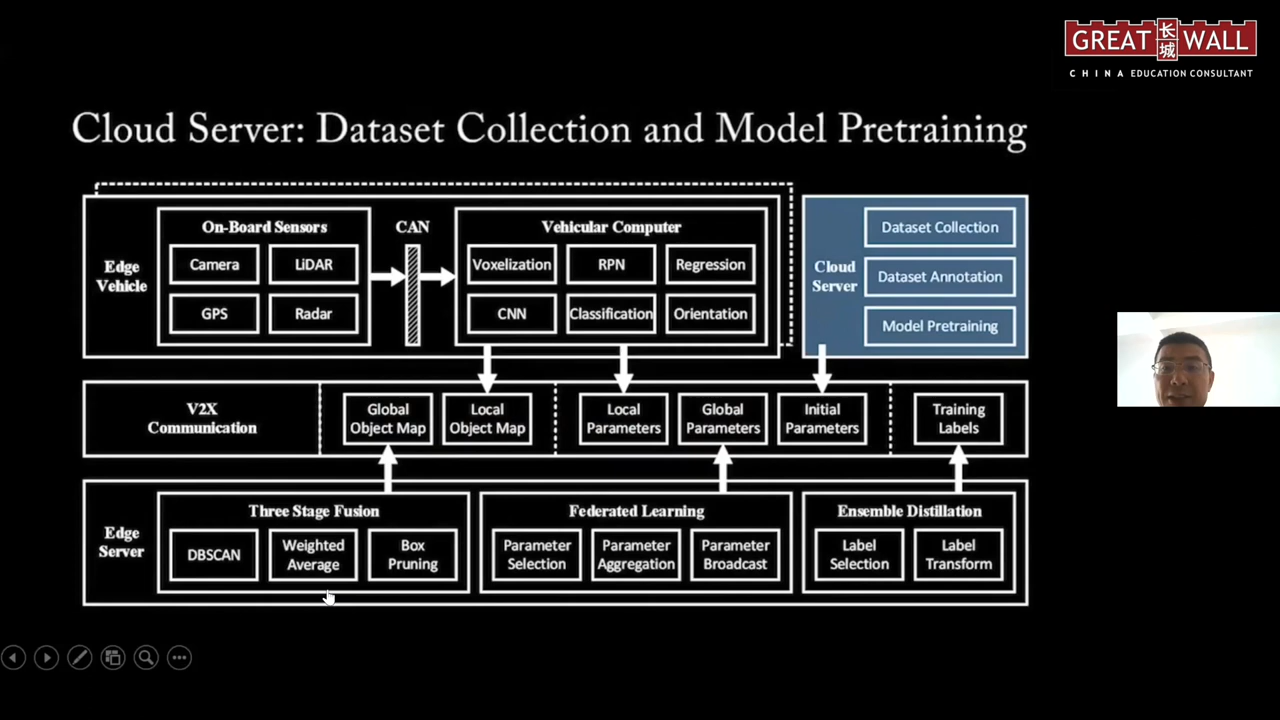 GREAT 长城 WALL
CHINA EDUCATION CONSULTANT
Cloud Server: Dataset Collection and Model Pretraining
Edge
Vehicle
On-Board Sensors
Camera
LiDAR
GPS
Radar
CAN
Vehicular Computer
Voxelization
RPN
Regression
CNN
Classification
Orientation
Cloud
Server
Dataset Collection
Dataset Annotation
Model Pretraining
V2X
Communication
Global
Object Map
Local
Object Map
Local
Parameters
Global
Parameters
Initial
Parameters
Training
Labels
Edge
Server
Three Stage Fusion
DBSCAN
Weighted
Average
Box
Pruning
Federated Learning
Parameter
Selection
Parameter
Aggregation
Parameter
Broadcast
Ensemble Distillation
Label
Selection
Label
Transform